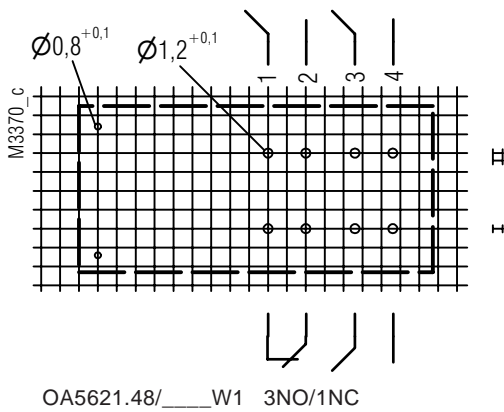 Ø0,8+0,1
Ø1,2+0,1
1 2 3 4
M3370_c
II
I
OA5621.48/____W1 3NO/1NC